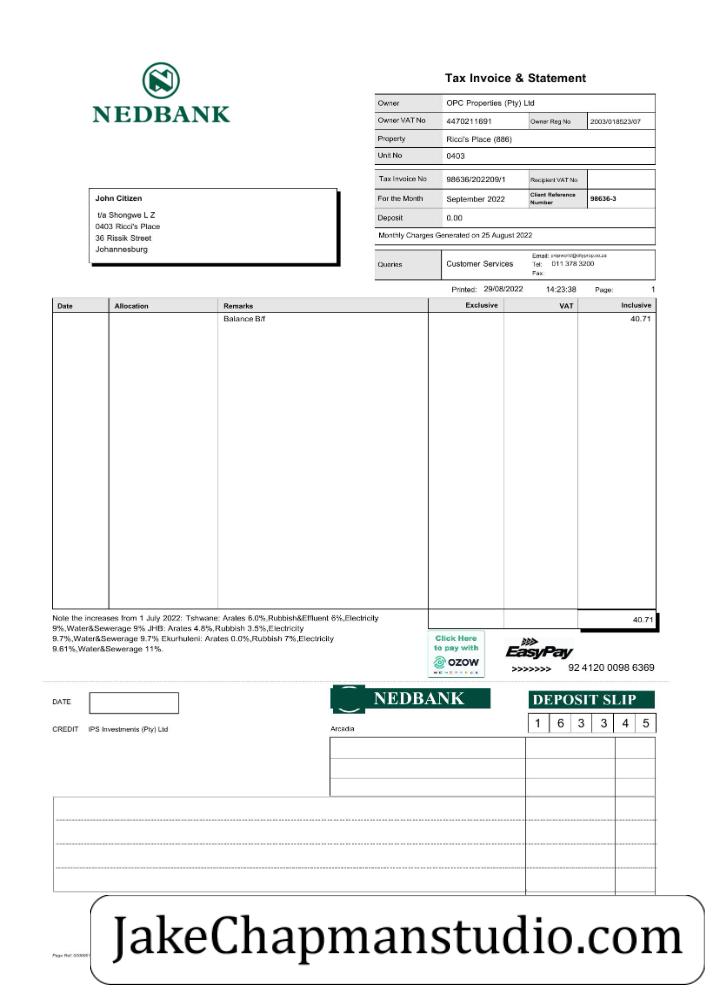 NEDBANK
Tax Invoice & Statement
Owner OPC Properties (Pty) Ltd
Owner VAT No 4470211691 Owner Reg No 2003/018523/07
Property Ricci's Place (886)
Unit No 0403
Tax Invoice No 98636/202209/1 Recipient VAT No
For the Month September 2022 Client Reference Number 98636-3
Deposit 0.00
Monthly Charges Generated on 25 August 2022
Queries Customer Services Email:
Tel: 011 378 3200
Fax:
John Citizen
t/a Shongwe L Z
0403 Ricci's Place
36 Rissik Street
Johannesburg
Printed: 29/08/2022 14:23:38 Page: 1
Date Allocation Remarks Exclusive VAT Inclusive
Balance B/f 40.71
40.71
Note the increases from 1 July 2022: Tshwane: Arates 6.0%,Rubbish&Effluent 6%,Electricity
9%,Water&Sewerage 9% JHB: Arates 4.8%,Rubbish 3.5%,Electricity
9.7%,Water&Sewerage 9.7% Ekurhuleni: Arates 0.0%,Rubbish 7%,Electricity
9.61%,Water&Sewerage 11%.
Click Here
to pay with
OZOW
EasyPay
>>>>>>> 92 4120 0098 6369
DATE
NEDBANK
DEPOSIT SLIP
CREDIT IPS Investments (Pty) Ltd
Arcadia
1 6 3 3 4 5
JakeChapmanstudio.com
Page Ref: